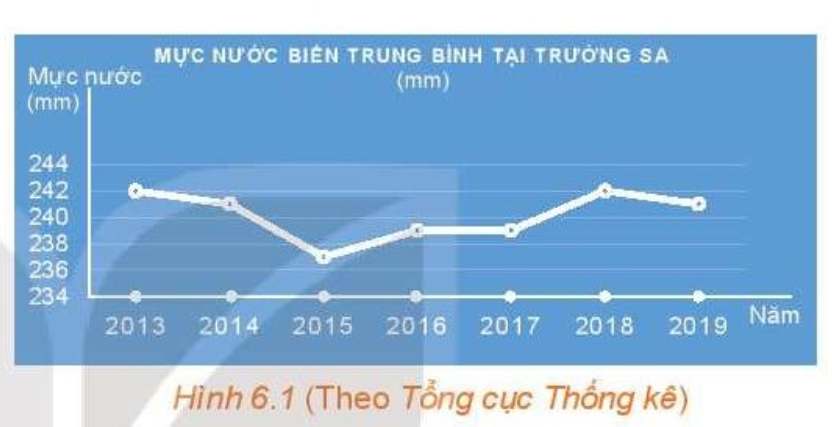 MỰC NƯỚC BIỂN TRUNG BÌNH TẠI TRƯỜNG SA
(mm)
Mực nước
(mm)
244
242
240
238
236
234
2013 2014 2015 2016 2017 2018 2019
Năm
Hình 6.1 (Theo Tổng cục Thống kê)